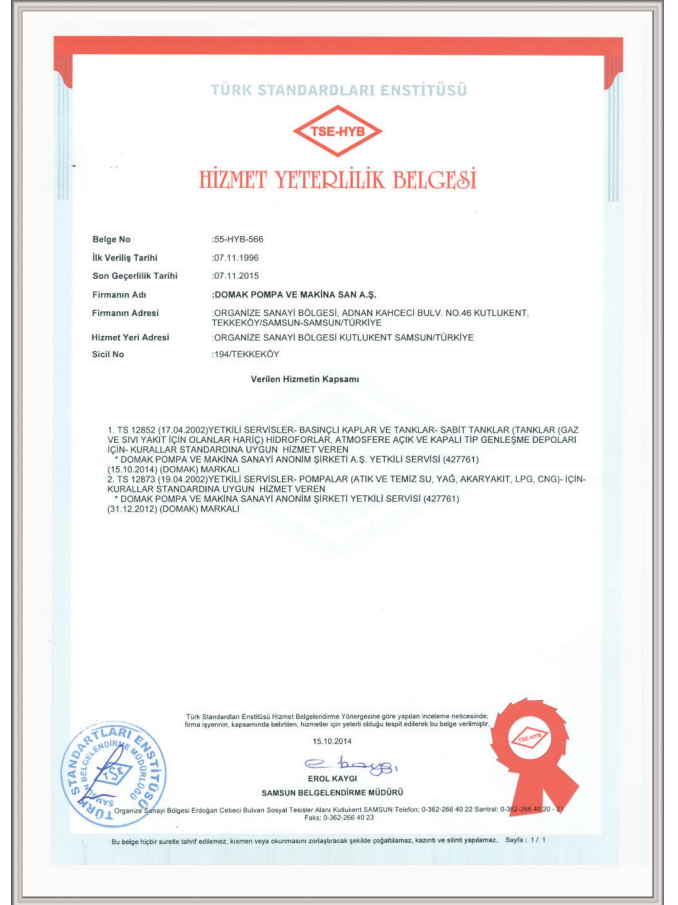 TÜRK STANDARDLARI ENSTİTÜSÜ
TSE-HYB
HİZMET YETERLİLİK BELGESİ
Belge No :55-HYB-566
İlk Veriliş Tarihi :07.11.1996
Son Geçerlilik Tarihi :07.11.2015
Firmanın Adı :DOMAK POMPA VE MAKİNA SAN A.Ş.
Firmanın Adresi :ORGANİZE SANAYİ BÖLGESİ, ADNAN KAHCECİ BULV. NO.46 KUTLUKENT,
TEKKEKÖY/SAMSUN-SAMSUN/TÜRKİYE
Hizmet Yeri Adresi :ORGANİZE SANAYİ BÖLGESİ KUTLUKENT SAMSUN/TÜRKİYE
Sicil No :194/TEKKEKÖY
Verilen Hizmetin Kapsamı
1. TS 12852 (17.04.2002)YETKİLİ SERVİSLER- BASINÇLI KAPLAR VE TANKLAR- SABİT TANKLAR (TANKLAR (GAZ
VE SIVI YAKIT İÇİN OLANLAR HARİÇ) HİDROFORLAR, ATMOSFERE AÇIK VE KAPALI TİP GENLEŞME DEPOLARI
İÇİN- KURALLAR STANDARDINA UYGUN HİZMET VEREN
* DOMAK POMPA VE MAKİNA SANAYİ ANONİM ŞİRKETİ A.Ş. YETKİLİ SERVİSİ (427761)
(15.10.2014) (DOMAK) MARKALI
2. TS 12873 (19.04.2002)YETKİLİ SERVİSLER- POMPALAR (ATIK VE TEMİZ SU, YAĞ, AKARYAKIT, LPG, CNG)- İÇİN-
KURALLAR STANDARDINA UYGUN HİZMET VEREN
* DOMAK POMPA VE MAKİNA SANAYİ ANONİM ŞİRKETİ YETKİLİ SERVİSİ (427761)
(31.12.2012) (DOMAK) MARKALI
Türk Standardları Enstitüsü Hizmet Belgelendirme Yönergesine göre yapılan inceleme neticesinde;
firma işyerinin, kapsamında belirtilen, hizmetler için yeterli olduğu tespit edilerek bu belge verilmiştir.
15.10.2014
EROL KAYGI
SAMSUN BELGELENDİRME MÜDÜRÜ
Organize Sanayi Bölgesi Erdoğan Cebeci Bulvarı Sosyal Tesisler Alanı Kutlukent SAMSUN Telefon: 0-362-266 40 22 Santral: 0-362-266 40 20 - 21
Faks: 0-362-266 40 23
Bu belge hiçbir suretle tahrif edilemez, kısmen veya okunmasını zorlaştıracak şekilde çoğaltılamaz, kazıntı ve silinti yapılamaz. Sayfa : 1 / 1
TSE-HYB
TÜRK STANDARTLARI ENSTİTÜSÜ
BELGELENDİRME MÜDÜRLÜĞÜ
TSE